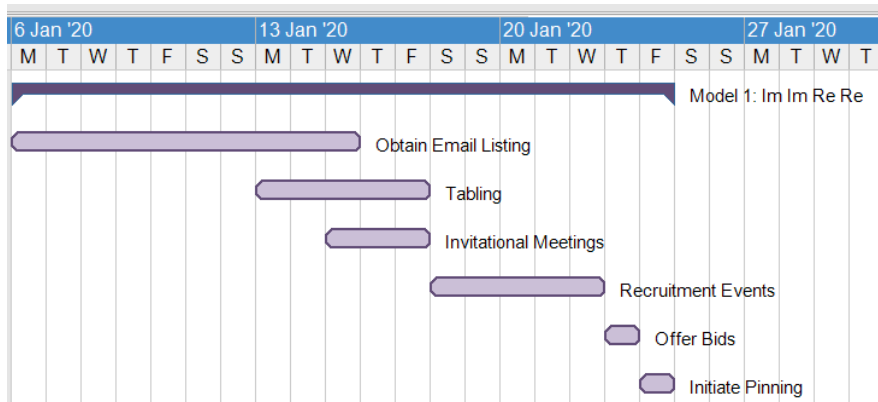 6 Jan '20 13 Jan '20 20 Jan '20 27 Jan '20
M T W T F S S M T W T F S S M T W T F S S M T W T
Model 1: Im Im Re Re
Obtain Email Listing
Tabling
Invitational Meetings
Recruitment Events
Offer Bids
Initiate Pinning